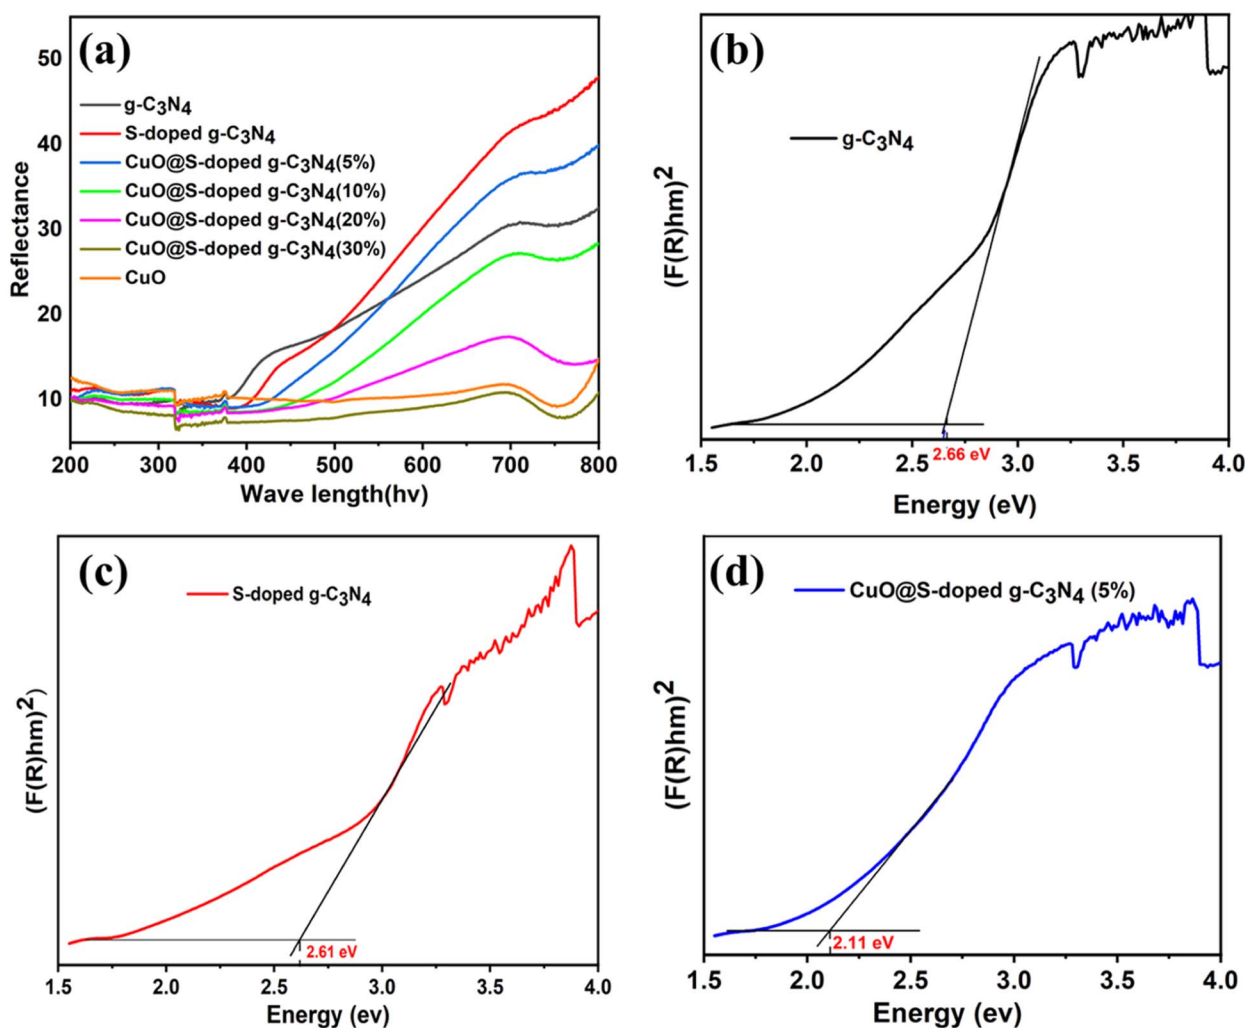 (a)
50
40
30
20
10
Reflectance
g-C3N4
S-doped g-C3N4
CuO@S-doped g-C3N4(5%)
CuO@S-doped g-C3N4(10%)
CuO@S-doped g-C3N4(20%)
CuO@S-doped g-C3N4(30%)
CuO
200 300 400 500 600 700 800
Wave length(hv)
(b)
g-C3N4
(F(R)hm)2
2.66 eV
1.5 2.0 2.5 3.0 3.5 4.0
Energy (eV)
(c)
S-doped g-C3N4
(F(R)hm)2
2.61 eV
1.5 2.0 2.5 3.0 3.5 4.0
Energy (ev)
(d)
CuO@S-doped g-C3N4 (5%)
(F(R)hm)2
2.11 eV
1.5 2.0 2.5 3.0 3.5 4.0
Energy (eV)